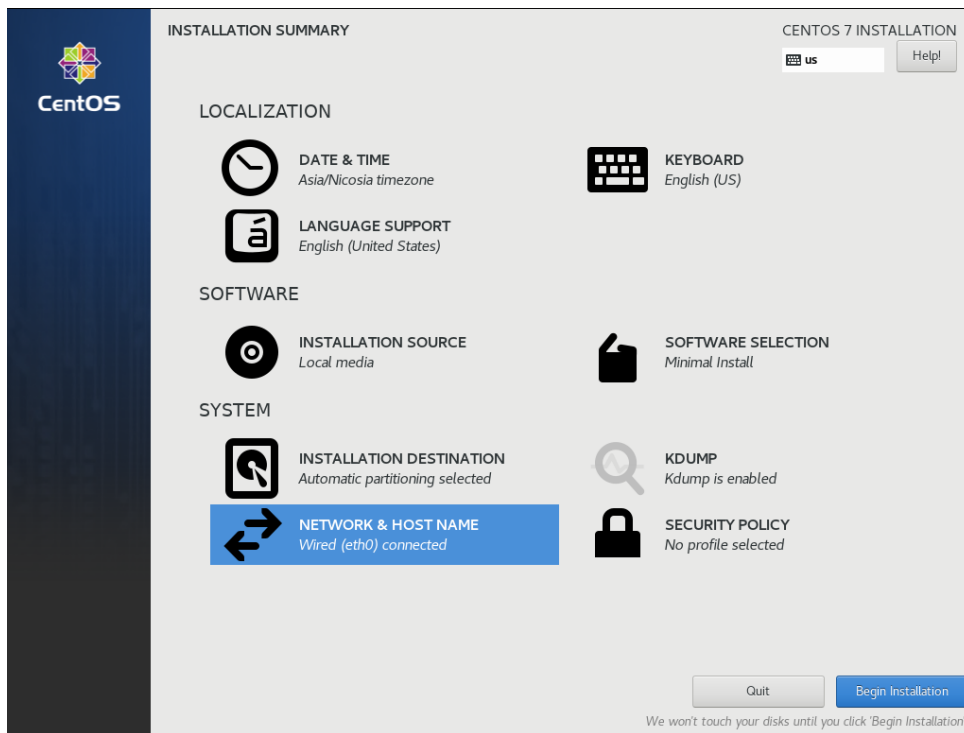 INSTALLATION SUMMARY
CENTOS 7 INSTALLATION
us
Help!
CentOS
LOCALIZATION
DATE & TIME
Asia/Nicosia timezone
KEYBOARD
English (US)
á
LANGUAGE SUPPORT
English (United States)
SOFTWARE
INSTALLATION SOURCE
Local media
SOFTWARE SELECTION
Minimal Install
SYSTEM
INSTALLATION DESTINATION
Automatic partitioning selected
KDUMP
Kdump is enabled
NETWORK & HOST NAME
Wired (eth0) connected
SECURITY POLICY
No profile selected
Quit
Begin Installation
We won't touch your disks until you click 'Begin Installation